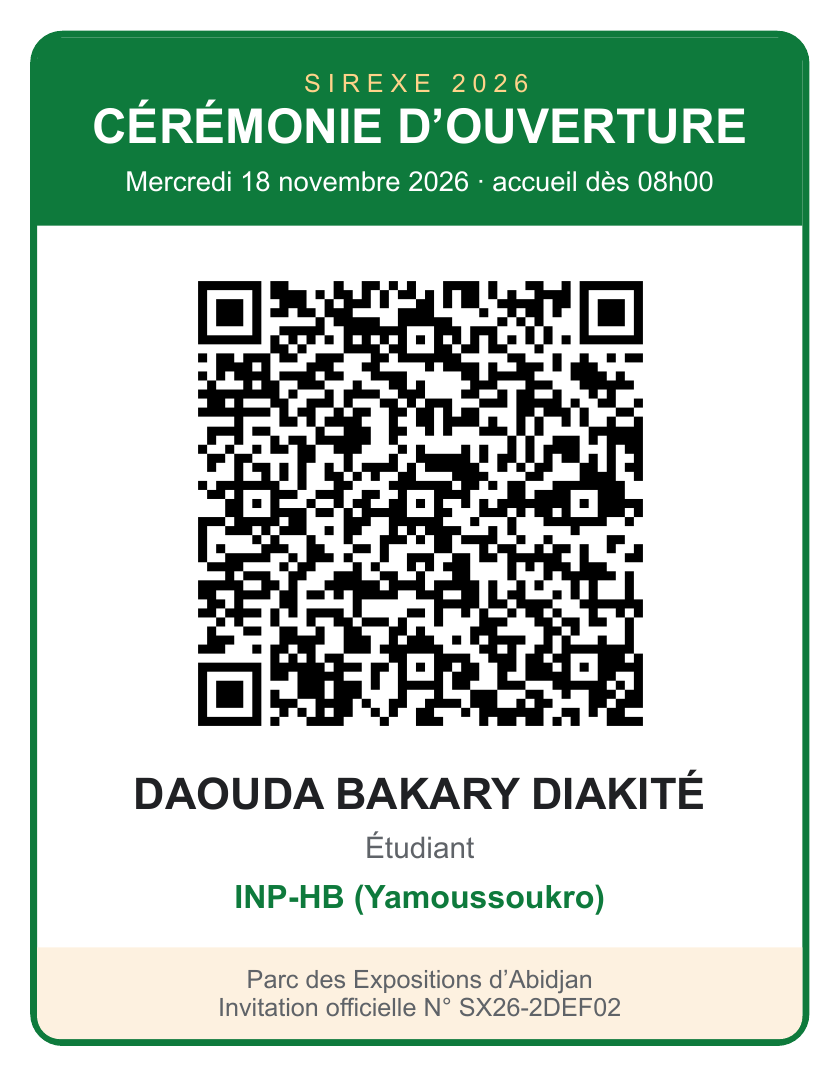 SIREXE 2026
CÉRÉMONIE D’OUVERTURE
Mercredi 18 novembre 2026 · accueil dès 08h00
DAOUDA BAKARY DIAKITÉ
Étudiant
INP-HB (Yamoussoukro)
Parc des Expositions d’Abidjan
Invitation officielle N° SX26-2DEF02